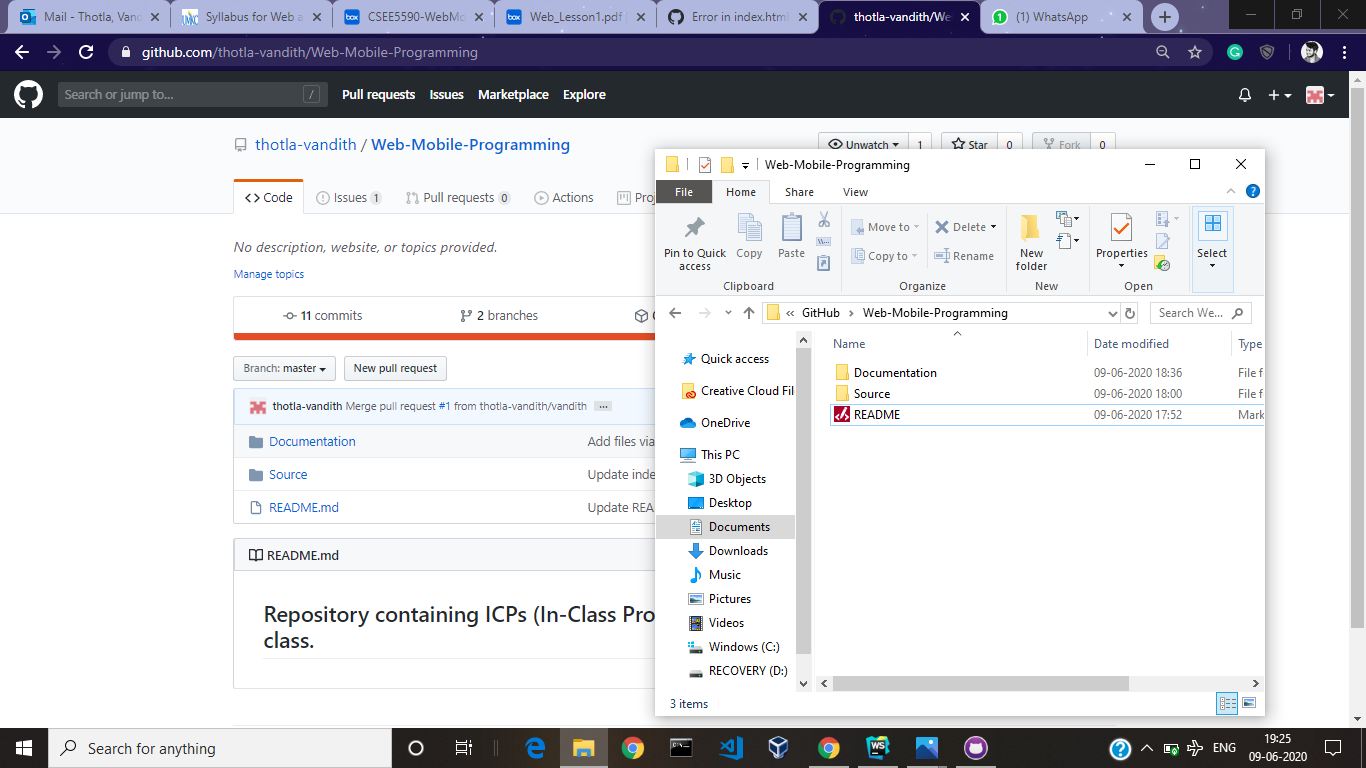 Mail - Thotla, Vand
Syllabus for Web a
CSEE5590-WebMo
Web_Lesson1.pdf
Error in index.html
thotla-vandith/We
(1) WhatsApp
github.com/thotla-vandith/Web-Mobile-Programming
Search or jump to...
/
Pull requests
Issues
Marketplace
Explore
thotla-vandith / Web-Mobile-Programming
Unwatch
1
Star
0
Fork
0
Code
Issues 1
Pull requests 0
Actions
Proj
No description, website, or topics provided.
Manage topics
11 commits
2 branches
Branch: master
New pull request
thotla-vandith Merge pull request #1 from thotla-vandith/vandith ...
Documentation
Add files via
Source
Update inde
README.md
Update REA
README.md
Repository containing ICPs (In-Class Pro
class.
Web-Mobile-Programming
File
Home
Share
View
Pin to Quick access
Copy
Paste
Clipboard
Move to
Copy to
Delete
Rename
Organize
New folder
New
Properties
Open
Select
« GitHub > Web-Mobile-Programming
Search We...
Name
Date modified
Type
Documentation
09-06-2020 18:36
File f
Source
09-06-2020 18:00
File f
README
09-06-2020 17:52
Mark
Quick access
Creative Cloud Fil
OneDrive
This PC
3D Objects
Desktop
Documents
Downloads
Music
Pictures
Videos
Windows (C:)
RECOVERY (D:)
3 items
Search for anything
ENG
19:25
09-06-2020